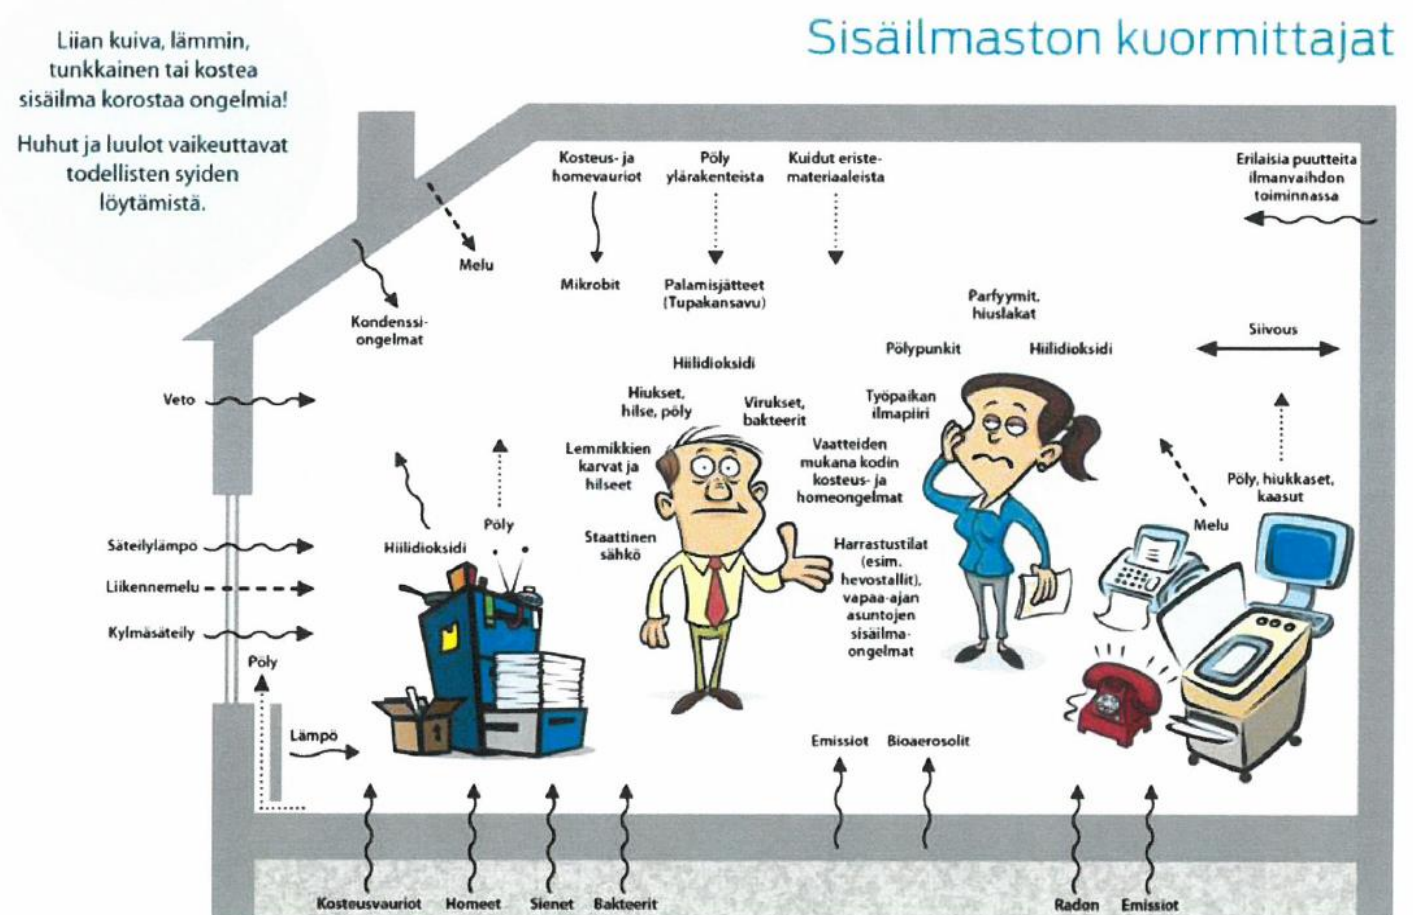 Sisäilmaston kuormittajat
Liian kuiva, lämmin,
tunkkainen tai kostea
sisäilma korostaa ongelmia!
Huhut ja luulot vaikeuttavat
todellisten syiden
löytämistä.
Kosteus- ja
homevauriot
Pöly
ylärakenteista
Kuidut eriste-
materiaaleista
Erilaisia puutteita
ilmanvaihdon
toiminnassa
Melu
Mikrobit
Palamisjätteet
(Tupakansavu)
Kondenssi-
ongelmat
Parfyymit,
hiuslakat
Siivous
Pölypunkit
Hiilidioksidi
Hiilidioksidi
Veto
Hiukset,
hilse, pöly
Virukset,
bakteerit
Työpaikan
ilmapiiri
Lemmikkien
karvat ja
hilseet
Vaatteiden
mukana kodin
kosteus- ja
homeongelmat
Pöly, hiukkaset,
kaasut
Melu
Pöly
Hiilidioksidi
Staattinen
sähkö
Harrastustilat
(esim.
hevostallit),
vapaa-ajan
asuntojen
sisäilma-
ongelmat
Säteilylämpö
Liikennemelu
Kylmäsäteily
Pöly
Lämpö
Emissiot
Bioaerosolit
Kosteusvauriot
Homeet
Sienet
Bakteerit
Radon
Emissiot